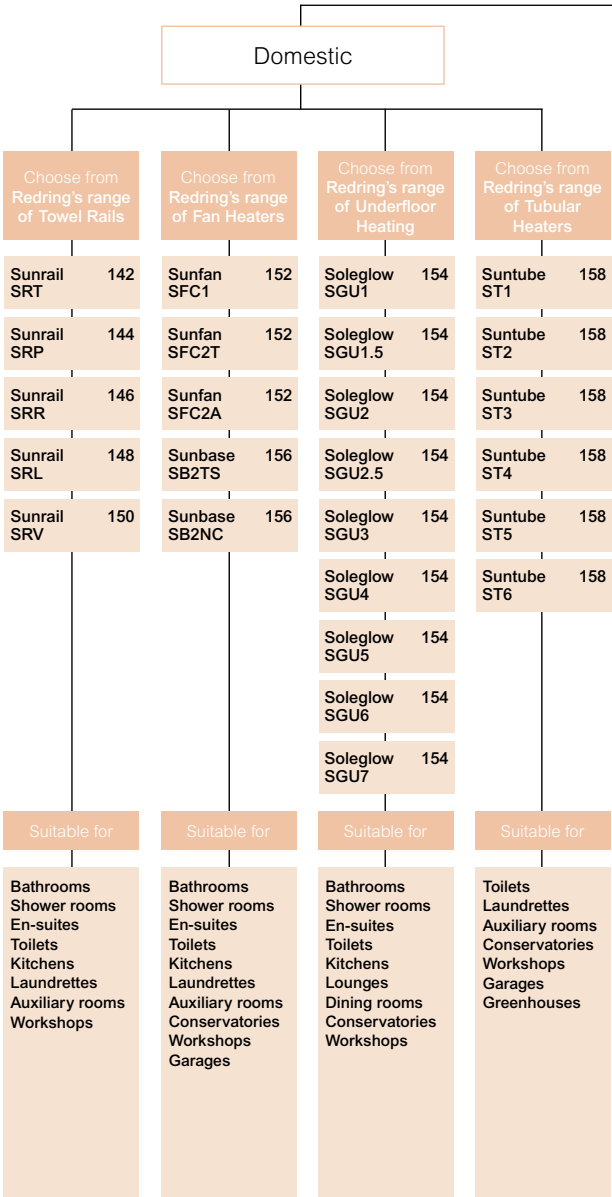 Domestic
Choose from
Redring's range
of Towel Rails
Sunrail 142
SRT
Sunrail 144
SRP
Sunrail 146
SRR
Sunrail 148
SRL
Sunrail 150
SRV
Suitable for
Bathrooms
Shower rooms
En-suites
Toilets
Kitchens
Laundrettes
Auxiliary rooms
Workshops
Choose from
Redring's range
of Fan Heaters
Sunfan 152
SFC1
Sunfan 152
SFC2T
Sunfan 152
SFC2A
Sunbase 156
SB2TS
Sunbase 156
SB2NC
Suitable for
Bathrooms
Shower rooms
En-suites
Toilets
Kitchens
Laundrettes
Auxiliary rooms
Conservatories
Workshops
Garages
Choose from
Redring's range
of Underfloor
Heating
Soleglow 154
SGU1
Soleglow 154
SGU1.5
Soleglow 154
SGU2
Soleglow 154
SGU2.5
Soleglow 154
SGU3
Soleglow 154
SGU4
Soleglow 154
SGU5
Soleglow 154
SGU6
Soleglow 154
SGU7
Suitable for
Bathrooms
Shower rooms
En-suites
Toilets
Kitchens
Lounges
Dining rooms
Conservatories
Workshops
Choose from
Redring's range
of Tubular
Heaters
Suntube 158
ST1
Suntube 158
ST2
Suntube 158
ST3
Suntube 158
ST4
Suntube 158
ST5
Suntube 158
ST6
Suitable for
Toilets
Laundrettes
Auxiliary rooms
Conservatories
Workshops
Garages
Greenhouses